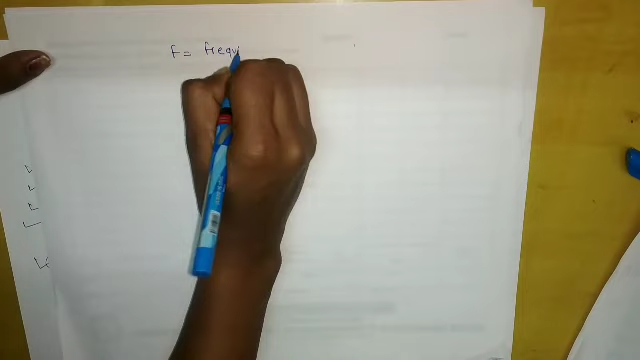 f = frequ